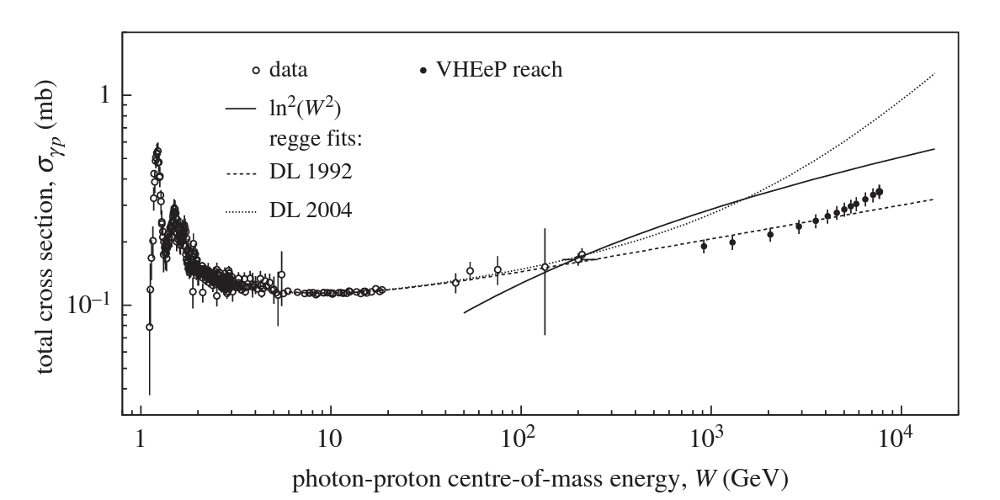 data
VHEeP reach
ln²(W²)
regge fits:
DL 1992
DL 2004
total cross section, σγp (mb)
1
10⁻¹
1
10
10²
10³
10⁴
photon-proton centre-of-mass energy, W (GeV)